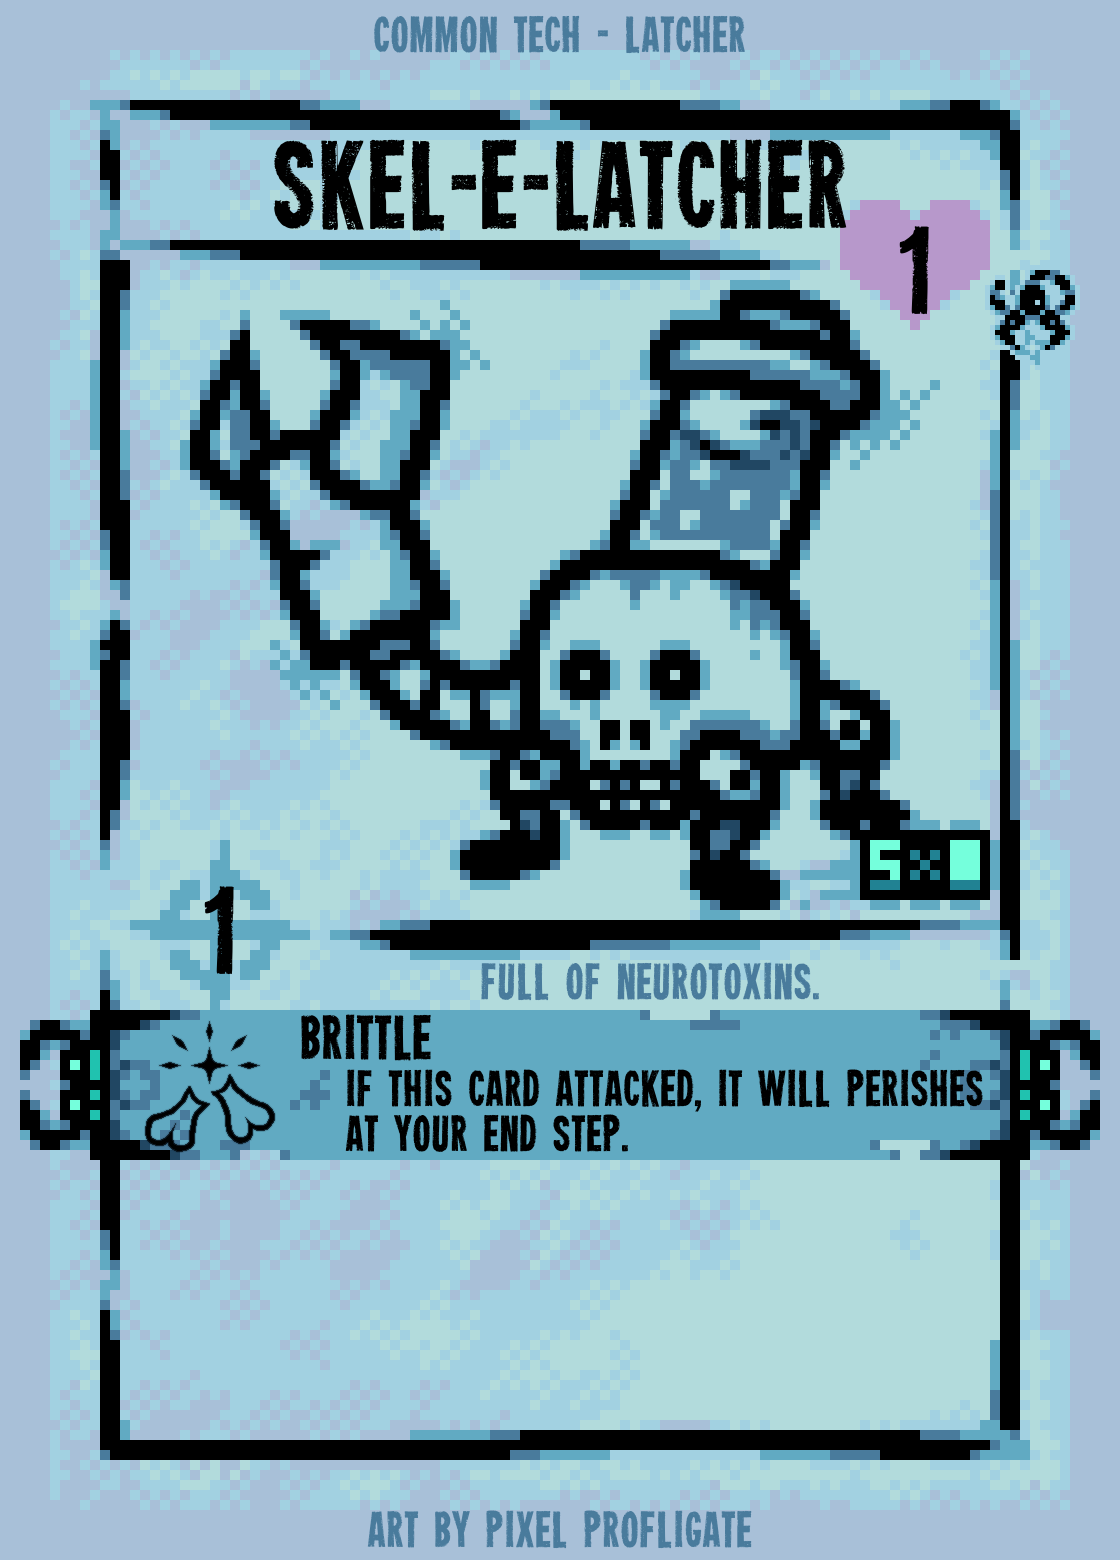 COMMON TECH - LATCHER
SKEL-E-LATCHER
1
5×
1
FULL OF NEUROTOXINS.
BRITTLE
IF THIS CARD ATTACKED, IT WILL PERISHES
AT YOUR END STEP.
ART BY PIXEL PROFLIGATE